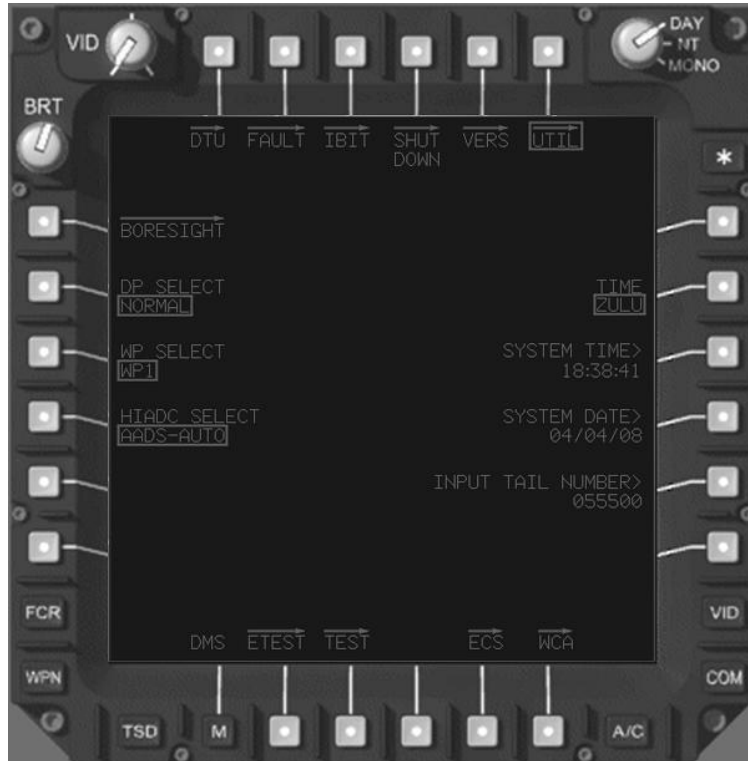 DAY
VID
NT
MONO
BRT
DTU FAULT IBIT SHUT DOWN VERS UTIL
*
BORESIGHT
DP SELECT
NORMAL
TIME
ZULU
WP SELECT
WP1
SYSTEM TIME>
18:38:41
HIADC SELECT
AADS-AUTO
SYSTEM DATE>
04/04/08
INPUT TAIL NUMBER>
055500
FCR
VID
DMS ETEST TEST ECS WCA
WPN
COM
TSD M A/C